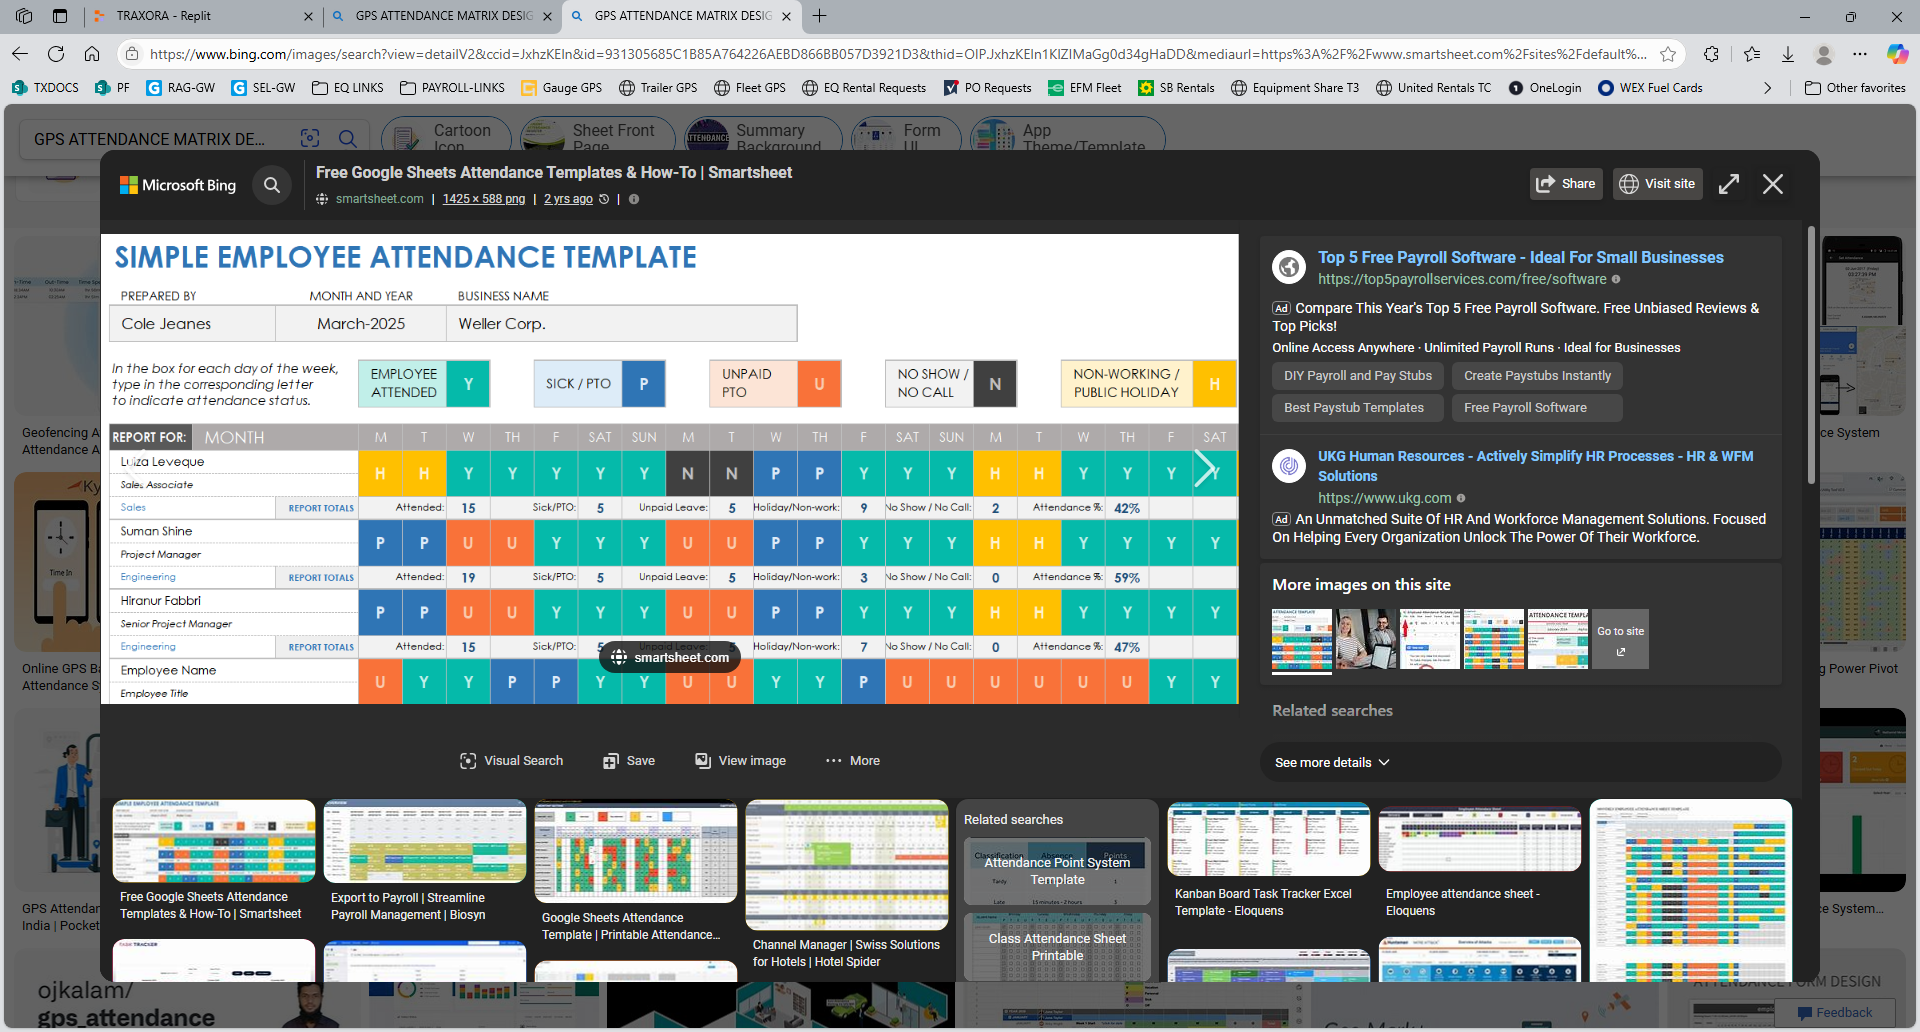 TRAXORA - Replit
GPS ATTENDANCE MATRIX DESIG
GPS ATTENDANCE MATRIX DESIG
https://www.bing.com/images/search?view=detailV2&ccid=JxhzKEIn&id=931305685C1B85A764226AEBD866BB057D3921D3&thid=OIP.JxhzKEIn1KlZIMaGg0d34gHaDD&mediaurl=https%3A%2F%2Fwww.smartsheet.com%2Fsites%2Fdefault%...
TXDOCS
PF
RAG-GW
SEL-GW
EQ LINKS
PAYROLL-LINKS
Gauge GPS
Trailer GPS
Fleet GPS
EQ Rental Requests
PO Requests
EFM Fleet
SB Rentals
Equipment Share T3
United Rentals TC
OneLogin
WEX Fuel Cards
Other favorites
GPS ATTENDANCE MATRIX DE...
Cartoon Icon
Sheet Front Page
Summary Background
Form UI
App Theme/Template
Microsoft Bing
Free Google Sheets Attendance Templates & How-To | Smartsheet
smartsheet.com | 1425 × 588 png | 2 yrs ago |
Share
Visit site
SIMPLE EMPLOYEE ATTENDANCE TEMPLATE
PREPARED BY MONTH AND YEAR BUSINESS NAME
Cole Jeanes March-2025 Weller Corp.
In the box for each day of the week,
type in the corresponding letter
to indicate attendance status.
EMPLOYEE ATTENDED Y
SICK / PTO P
UNPAID PTO U
NO SHOW / NO CALL N
NON-WORKING / PUBLIC HOLIDAY H
REPORT FOR: MONTH M T W TH F SAT SUN M T W TH F SAT SUN M T W TH F SAT
Luiza Leveque
Sales Associate
H H Y Y Y Y Y N N P P Y Y Y H H Y Y Y Y
Sales REPORT TOTALS Attended: 15 Sick/PTO: 5 Unpaid Leave: 5 Holiday/Non-work: 9 No Show / No Call: 2 Attendance %: 42%
Suman Shine
Project Manager
P P U U Y Y Y U U P P Y Y Y H H Y Y Y Y
Engineering REPORT TOTALS Attended: 19 Sick/PTO: 5 Unpaid Leave: 5 Holiday/Non-work: 3 No Show / No Call: 0 Attendance %: 59%
Hiranur Fabbri
Senior Project Manager
P P U U Y Y Y U U P P Y Y Y H H Y Y Y Y
Engineering REPORT TOTALS Attended: 15 Sick/PTO: 5 Unpaid Leave: 5 Holiday/Non-work: 7 No Show / No Call: 0 Attendance %: 47%
smartsheet.com
Employee Name
Employee Title
U Y Y P P Y Y U U Y Y P U U U U U U Y Y
Visual Search
Save
View image
More
Top 5 Free Payroll Software - Ideal For Small Businesses
https://top5payrollservices.com/free/software
Ad Compare This Year's Top 5 Free Payroll Software. Free Unbiased Reviews &
Top Picks!
Online Access Anywhere · Unlimited Payroll Runs · Ideal for Businesses
DIY Payroll and Pay Stubs
Create Paystubs Instantly
Best Paystub Templates
Free Payroll Software
UKG Human Resources - Actively Simplify HR Processes - HR & WFM
Solutions
https://www.ukg.com
Ad An Unmatched Suite Of HR And Workforce Management Solutions. Focused
On Helping Every Organization Unlock The Power Of Their Workforce.
More images on this site
Go to site
Related searches
See more details
Free Google Sheets Attendance
Templates & How-To | Smartsheet
Export to Payroll | Streamline
Payroll Management | Biosyn
Google Sheets Attendance
Template | Printable Attendance...
Channel Manager | Swiss Solutions
for Hotels | Hotel Spider
Related searches
Attendance Point System
Template
Class Attendance Sheet
Printable
Kanban Board Task Tracker Excel
Template - Eloquens
Employee attendance sheet -
Eloquens
TASK TRACKER
Geofencing A
Attendance A
Time In
Online GPS Ba
Attendance S
GPS Attendan
India | Pocket
ojkalam/
gps_attendance
ce System
g Power Pivot
ce System...
ATTENDANCE FORM DESIGN
Feedback